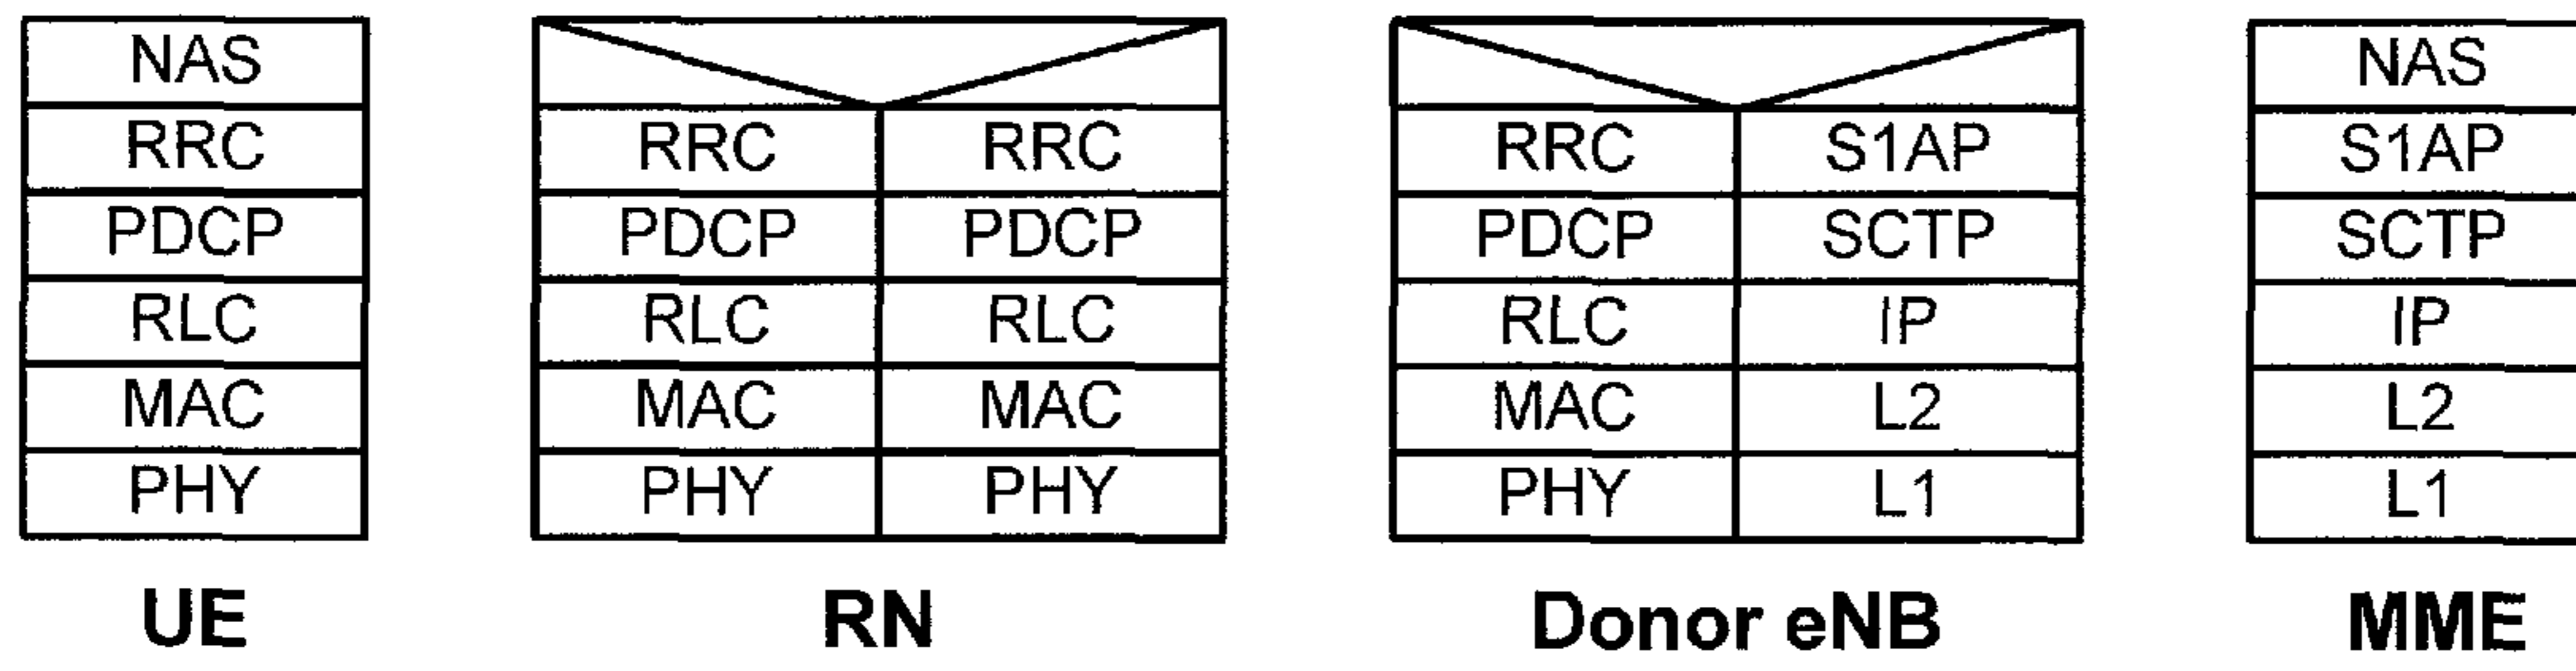 NAS NAS
RRC RRC RRC RRC S1AP S1AP
PDCP PDCP PDCP PDCP SCTP SCTP
RLC RLC RLC RLC IP IP
MAC MAC MAC MAC L2 L2
PHY PHY PHY PHY L1 L1
UE RN Donor eNB MME